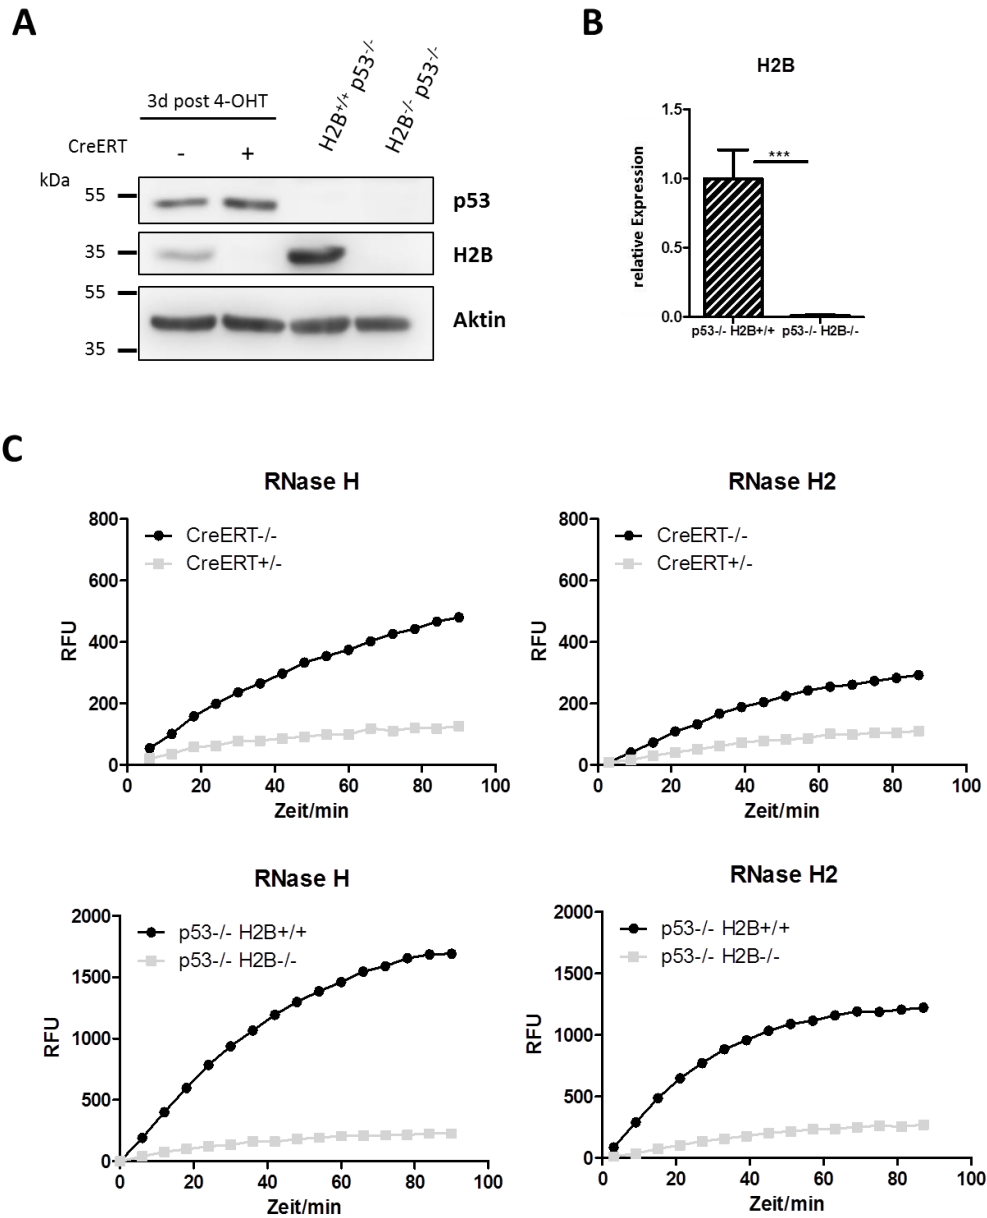 A
3d post 4-OHT
CreERT
-
+
H2B+/+ p53-/-
H2B-/- p53-/-
kDa
55
p53
35
H2B
55
Aktin
35
B
H2B
relative Expression
1.5
1.0
0.5
0.0
***
p53-/- H2B+/+ p53-/- H2B-/-
C
RNase H
CreERT-/-
CreERT+/-
RFU
800
600
400
200
0
0 20 40 60 80 100
Zeit/min
RNase H2
CreERT-/-
CreERT+/-
RFU
800
600
400
200
0
0 20 40 60 80 100
Zeit/min
RNase H
p53-/- H2B+/+
p53-/- H2B-/-
RFU
2000
1500
1000
500
0
0 20 40 60 80 100
Zeit/min
RNase H2
p53-/- H2B+/+
p53-/- H2B-/-
RFU
2000
1500
1000
500
0
0 20 40 60 80 100
Zeit/min